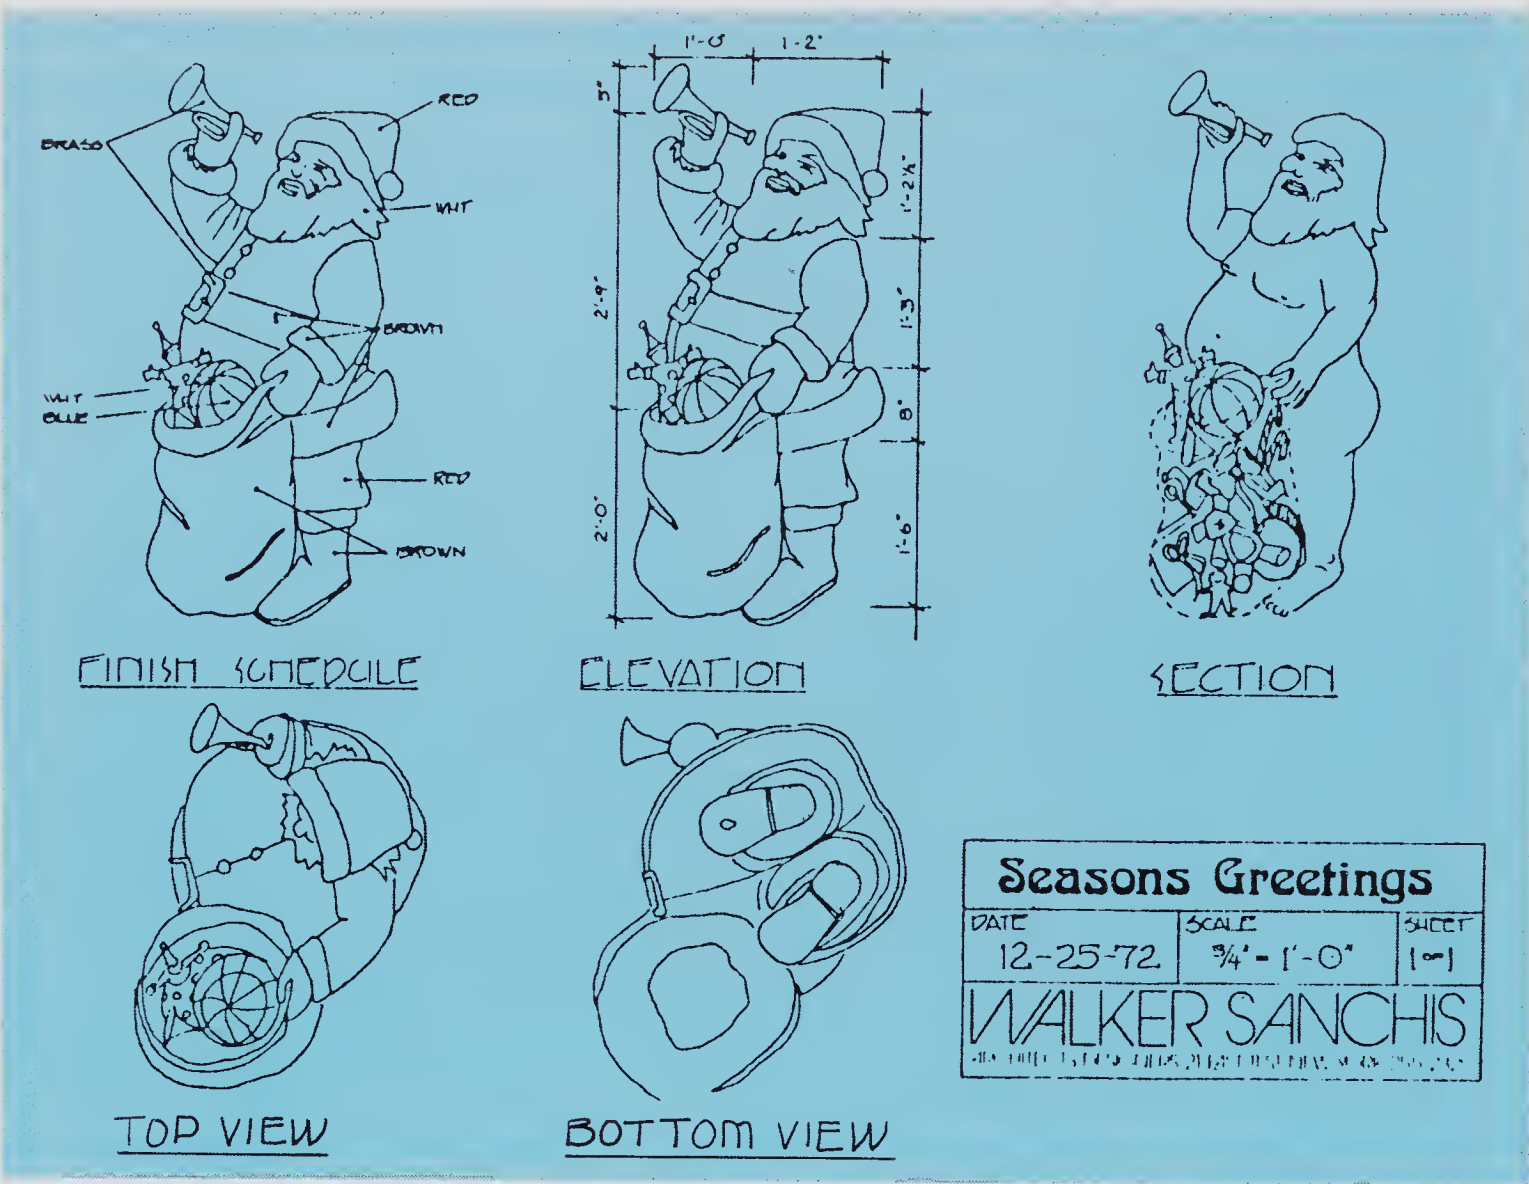 1'-0" 1'-2"
5"
RED
BRASS
1'-2½"
WHT
2'-9"
1'-3"
BROWN
WHT
BLUE
8"
RED
2'-0"
1'-6"
BROWN
FINISH SCHEDULE
ELEVATION
SECTION
Seasons Greetings
DATE
12-25-72
SCALE
¾" = 1'-0"
SHEET
1 of 1
WALKER SANCHIS
TOP VIEW
BOTTOM VIEW